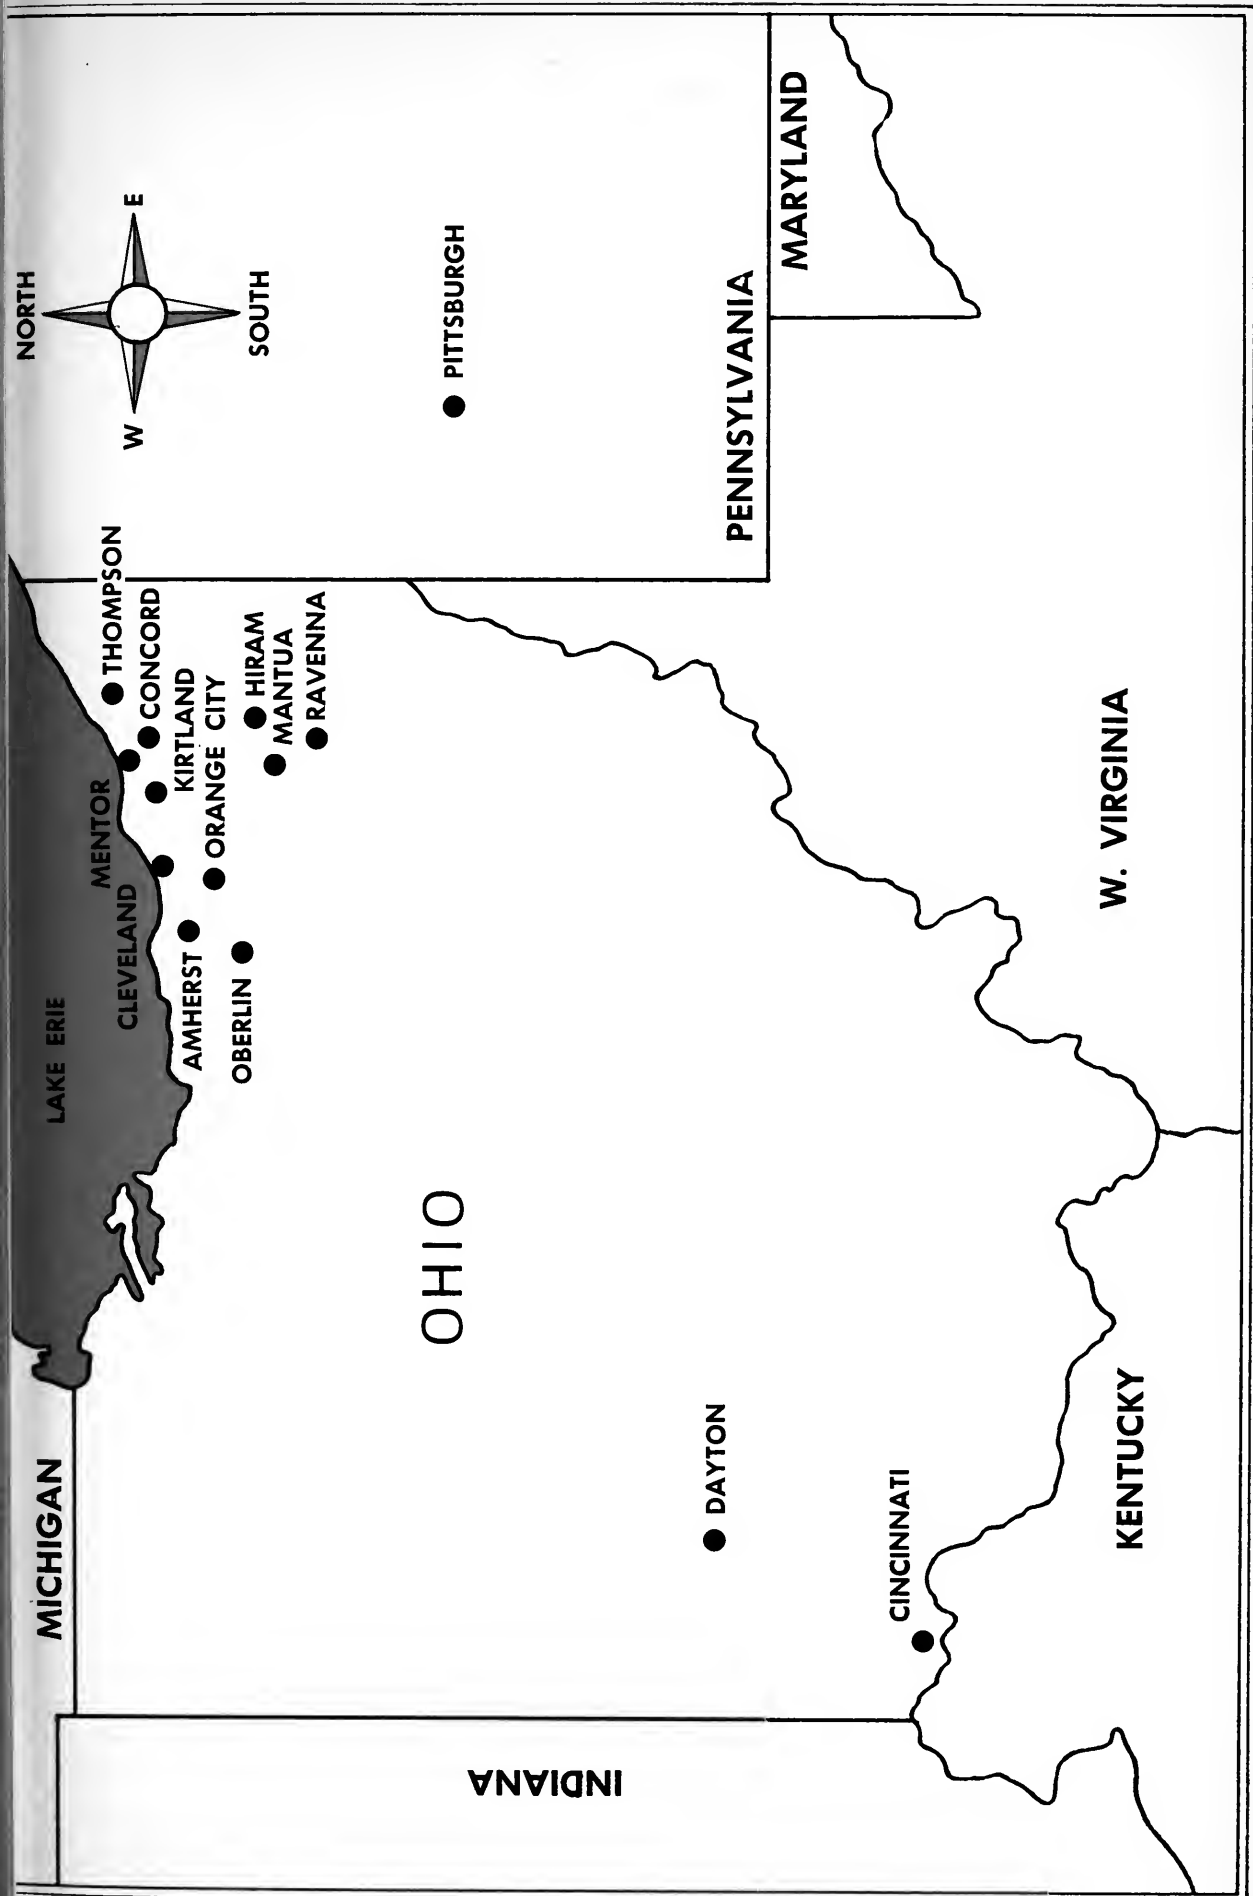 NORTH
W
E
SOUTH
LAKE ERIE
MICHIGAN
THOMPSON
MENTOR
CONCORD
CLEVELAND
KIRTLAND
AMHERST
ORANGE CITY
OBERLIN
HIRAM
MANTUA
RAVENNA
PITTSBURGH
OHIO
PENNSYLVANIA
MARYLAND
INDIANA
DAYTON
CINCINNATI
W. VIRGINIA
KENTUCKY